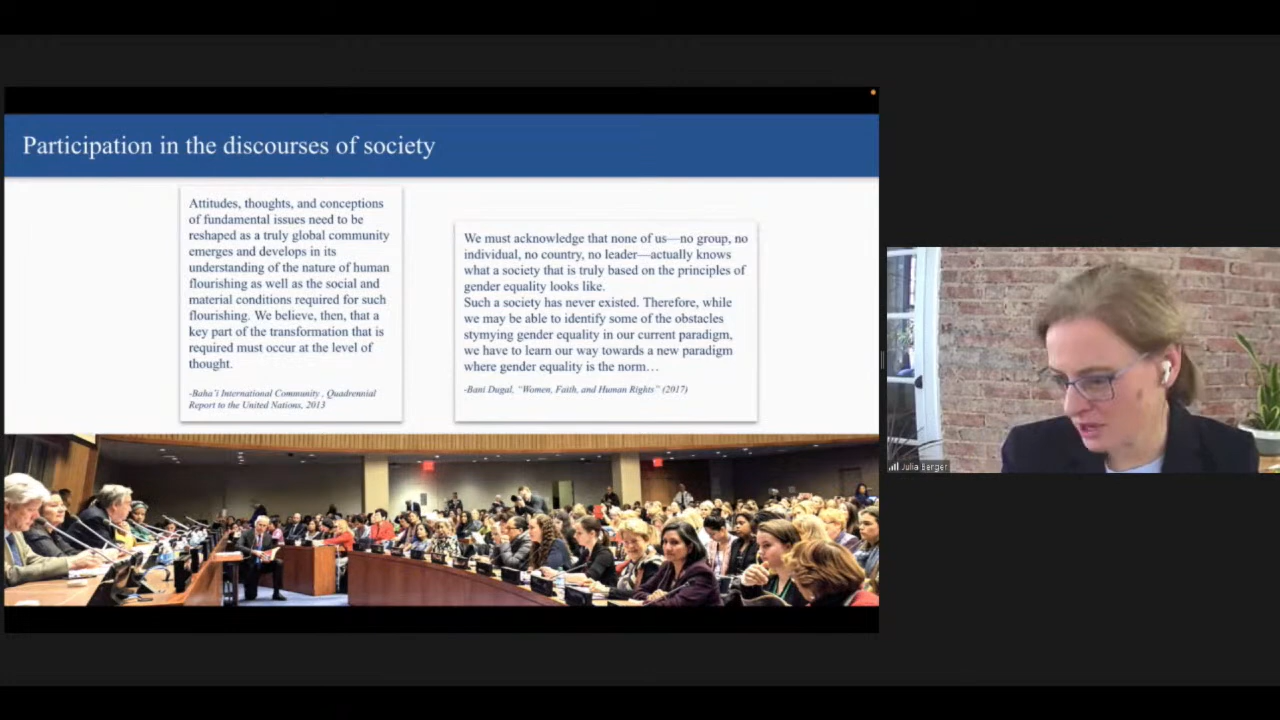 Participation in the discourses of society
Attitudes, thoughts, and conceptions
of fundamental issues need to be
reshaped as a truly global community
emerges and develops in its
understanding of the nature of human
flourishing as well as the social and
material conditions required for such
flourishing. We believe, then, that a
key part of the transformation that is
required must occur at the level of
thought.
-Baha’i International Community , Quadrennial
Report to the United Nations, 2013
We must acknowledge that none of us—no group, no
individual, no country, no leader—actually knows
what a society that is truly based on the principles of
gender equality looks like.
Such a society has never existed. Therefore, while
we may be able to identify some of the obstacles
stymying gender equality in our current paradigm,
we have to learn our way towards a new paradigm
where gender equality is the norm…
-Bani Dugal, “Women, Faith, and Human Rights” (2017)
Julia Berger